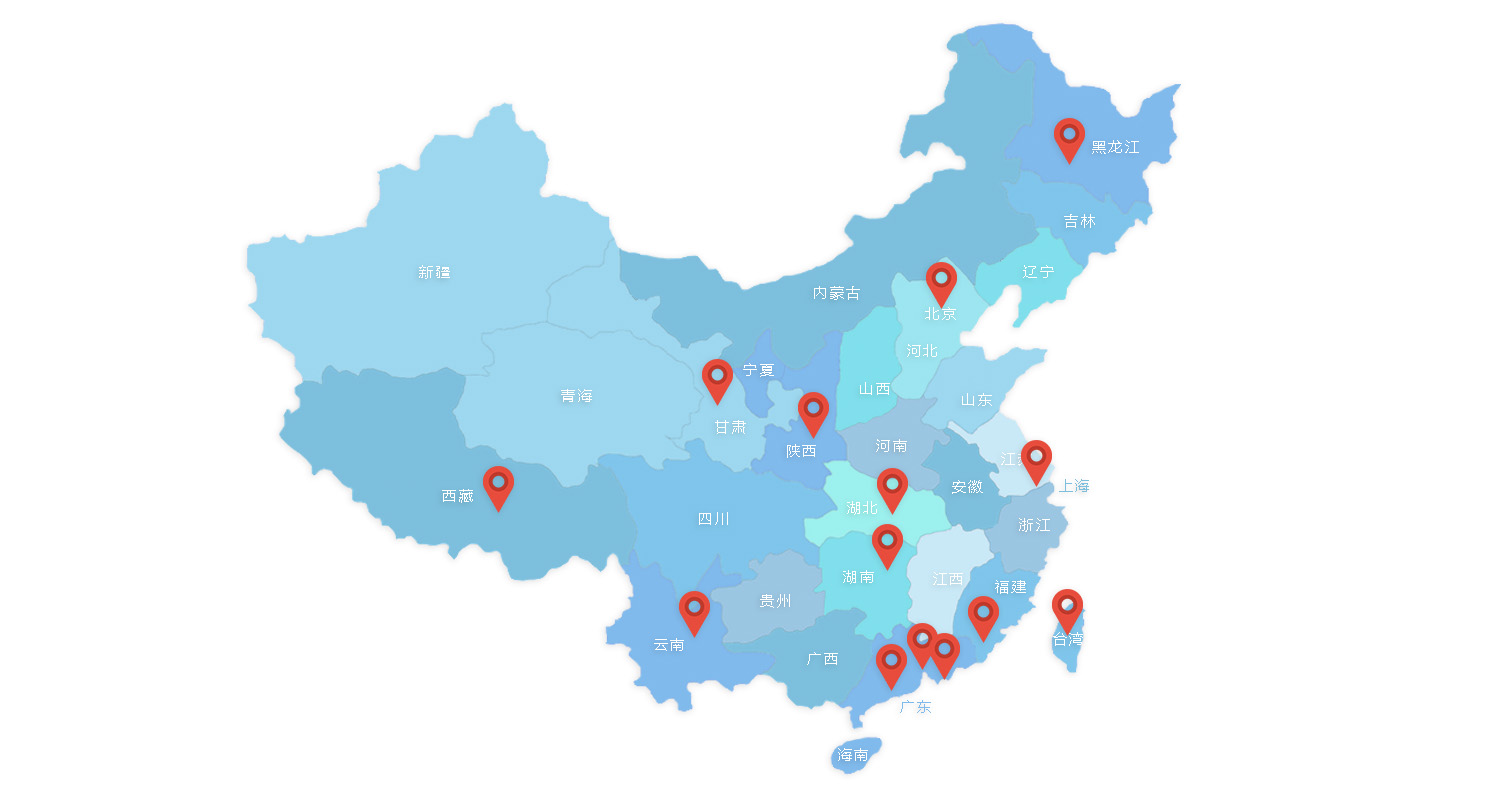 黑龙江
吉林
新疆
辽宁
内蒙古
北京
河北
宁夏
山西
青海
山东
甘肃
河南
陕西
江苏
上海
安徽
西藏
湖北
四川
浙江
湖南
江西
福建
贵州
台湾
云南
广西
广东
海南